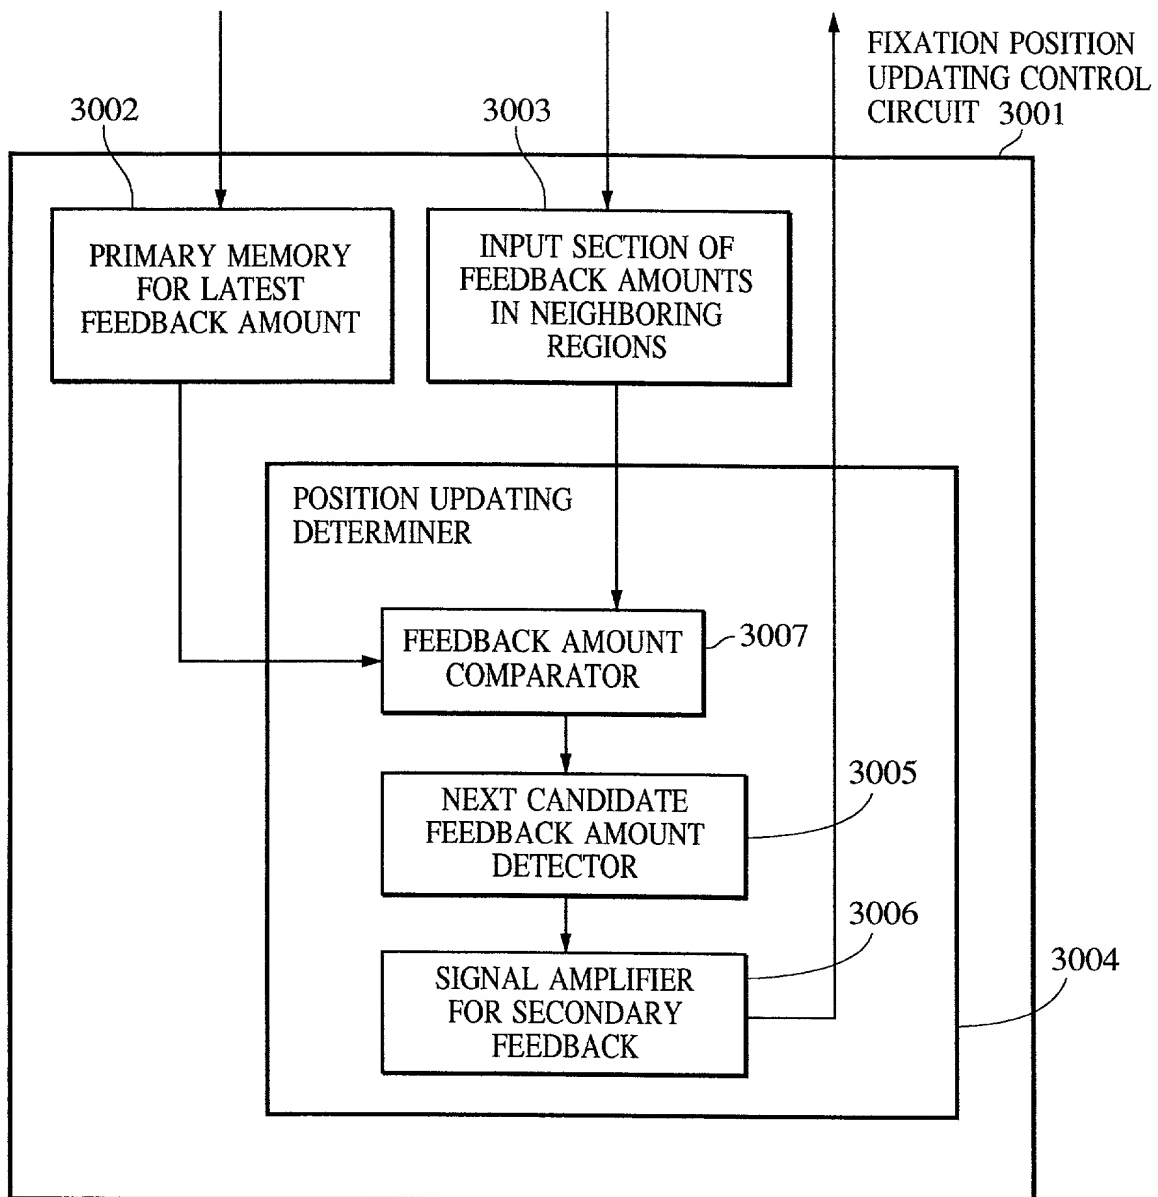 FIXATION POSITION
UPDATING CONTROL
CIRCUIT 3001
3002
3003
PRIMARY MEMORY
FOR LATEST
FEEDBACK AMOUNT
INPUT SECTION OF
FEEDBACK AMOUNTS
IN NEIGHBORING
REGIONS
POSITION UPDATING
DETERMINER
FEEDBACK AMOUNT
COMPARATOR
3007
NEXT CANDIDATE
FEEDBACK AMOUNT
DETECTOR
3005
SIGNAL AMPLIFIER
FOR SECONDARY
FEEDBACK
3006
3004